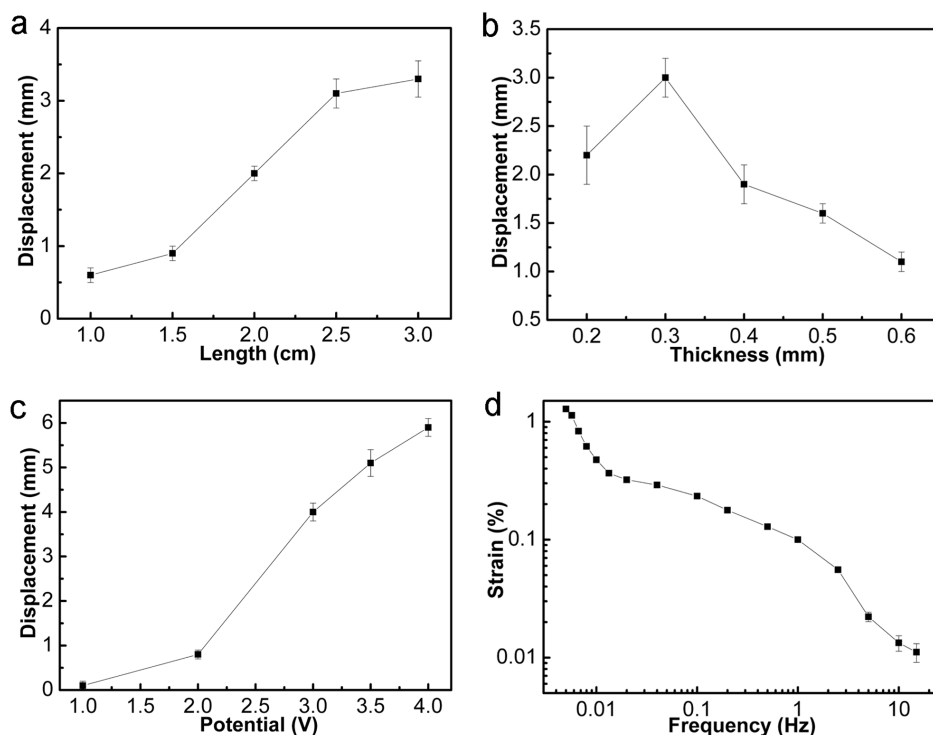 a
Displacement (mm)
4
3
2
1
0
1.0 1.5 2.0 2.5 3.0
Length (cm)
b
Displacement (mm)
3.5
3.0
2.5
2.0
1.5
1.0
0.5
0.2 0.3 0.4 0.5 0.6
Thickness (mm)
c
Displacement (mm)
6
5
4
3
2
1
0
1.0 1.5 2.0 2.5 3.0 3.5 4.0
Potential (V)
d
Strain (%)
1
0.1
0.01
0.01 0.1 1 10
Frequency (Hz)